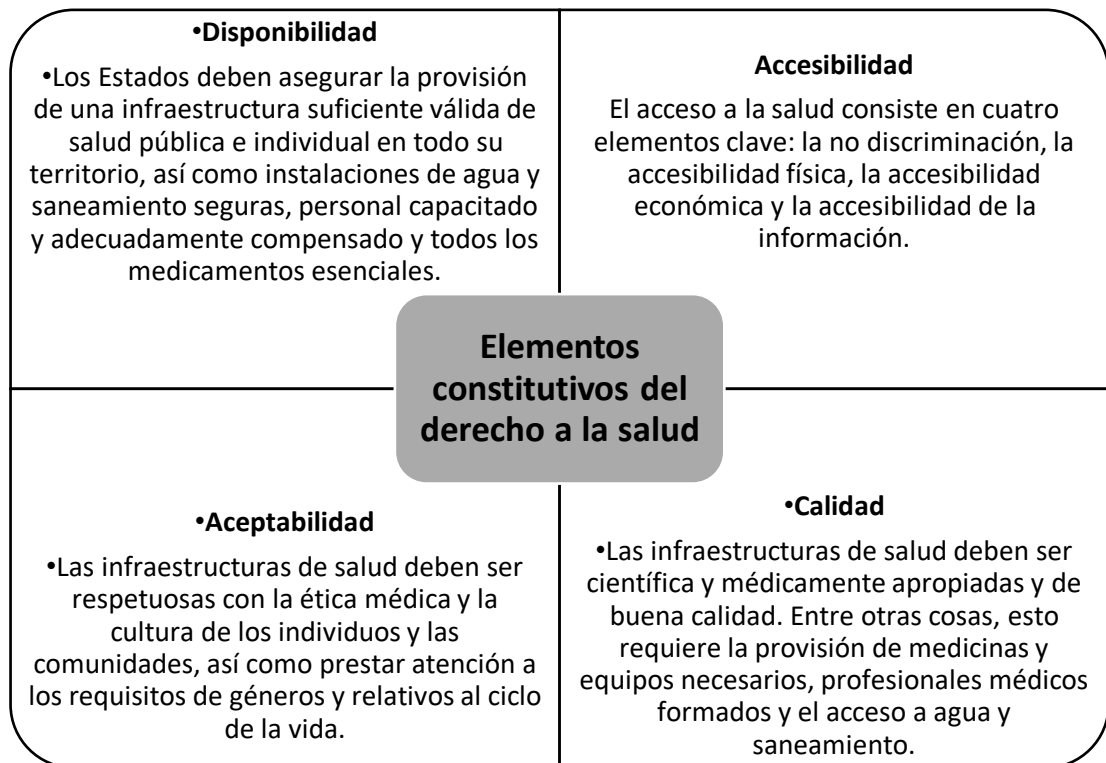 •Disponibilidad
•Los Estados deben asegurar la provisión
de una infraestructura suficiente válida de
salud pública e individual en todo su
territorio, así como instalaciones de agua y
saneamiento seguras, personal capacitado
y adecuadamente compensado y todos los
medicamentos esenciales.
Accesibilidad
El acceso a la salud consiste en cuatro
elementos clave: la no discriminación, la
accesibilidad física, la accesibilidad
económica y la accesibilidad de la
información.
Elementos
constitutivos del
derecho a la salud
•Aceptabilidad
•Las infraestructuras de salud deben ser
respetuosas con la ética médica y la
cultura de los individuos y las
comunidades, así como prestar atención a
los requisitos de géneros y relativos al ciclo
de la vida.
•Calidad
•Las infraestructuras de salud deben ser
científica y médicamente apropiadas y de
buena calidad. Entre otras cosas, esto
requiere la provisión de medicinas y
equipos necesarios, profesionales médicos
formados y el acceso a agua y
saneamiento.